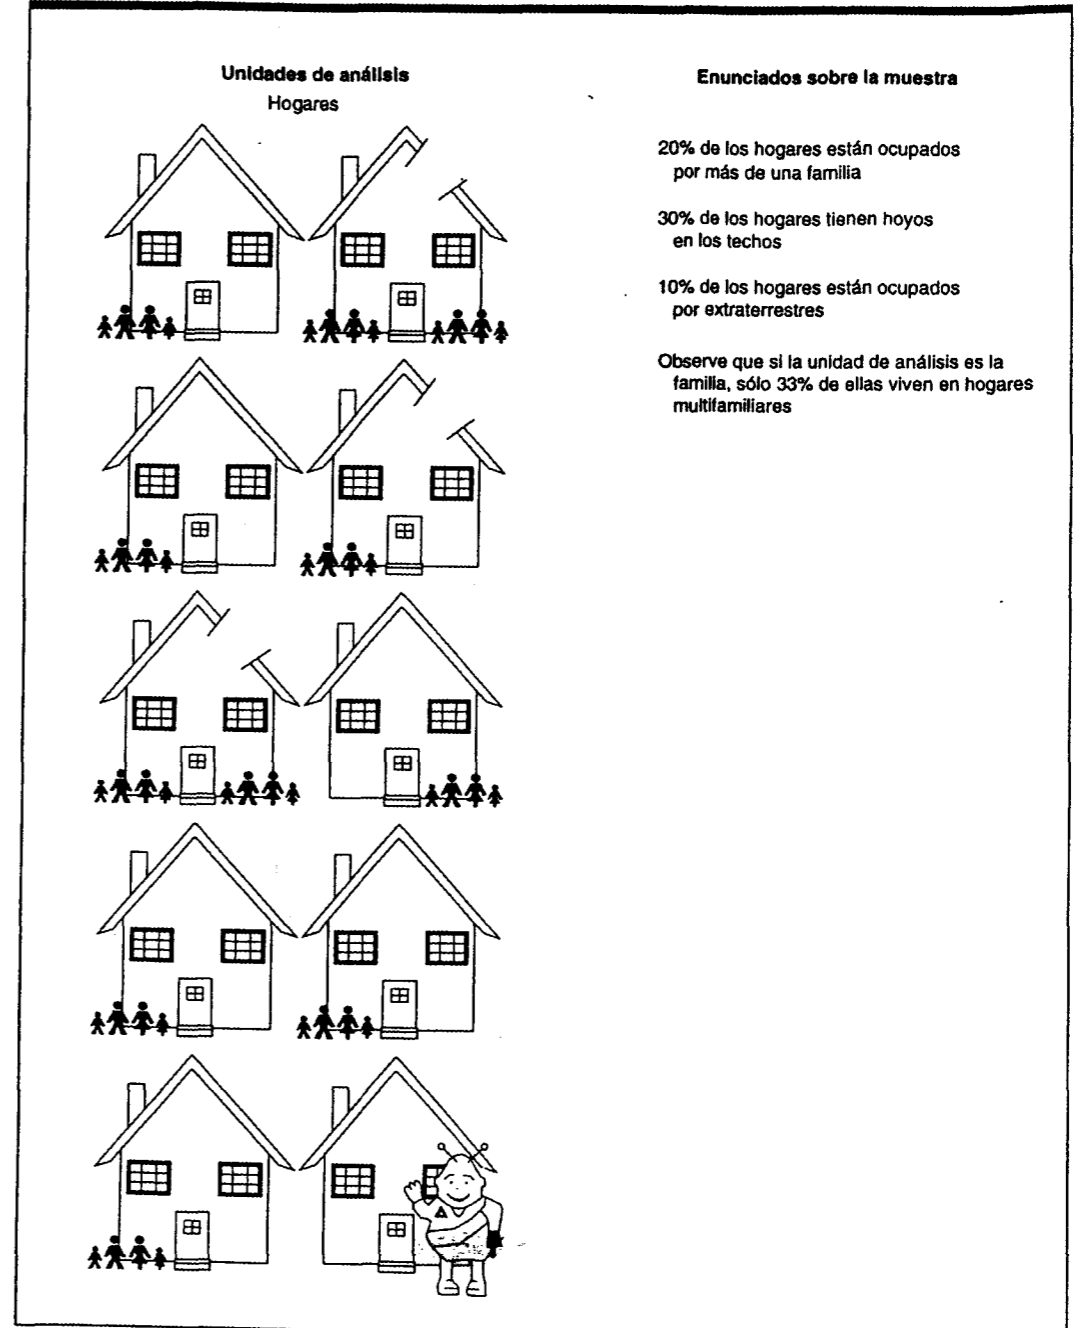 Unidades de análisis
Hogares
Enunciados sobre la muestra
20% de los hogares están ocupados
por más de una familia
30% de los hogares tienen hoyos
en los techos
10% de los hogares están ocupados
por extraterrestres
Observe que si la unidad de análisis es la
familia, sólo 33% de ellas viven en hogares
multifamiliares